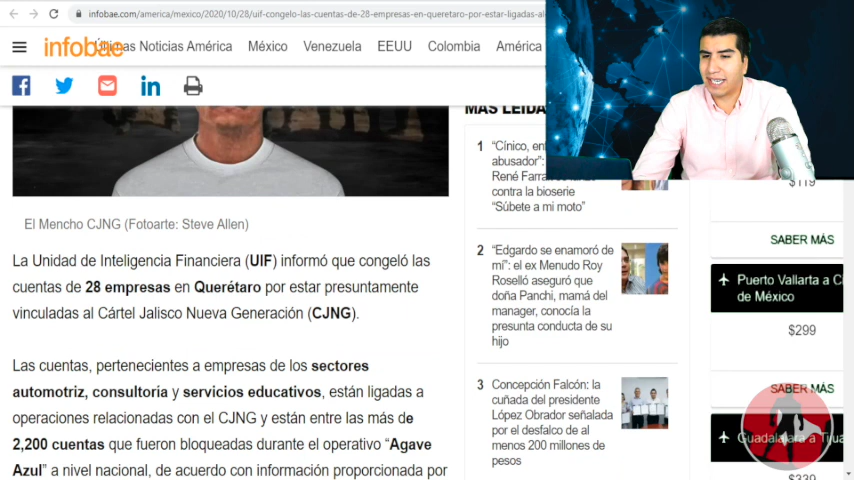 infobae.com/america/mexico/2020/10/28/uif-congelo-las-cuentas-de-28-empresas-en-queretaro-por-estar-ligadas-al
infobae
Últimas Noticias América México Venezuela EEUU Colombia América
El Mencho CJNG (Fotoarte: Steve Allen)
La Unidad de Inteligencia Financiera (UIF) informó que congeló las
cuentas de 28 empresas en Querétaro por estar presuntamente
vinculadas al Cártel Jalisco Nueva Generación (CJNG).
Las cuentas, pertenecientes a empresas de los sectores
automotriz, consultoría y servicios educativos, están ligadas a
operaciones relacionadas con el CJNG y están entre las más de
2,200 cuentas que fueron bloqueadas durante el operativo “Agave
Azul” a nivel nacional, de acuerdo con información proporcionada por
MÁS LEÍDA
1 “Cínico,
abusador”:
René
contra la bioserie
“Súbete a mi moto”
2 “Edgardo se enamoró de
mí”: el ex Menudo Roy
Roselló aseguró que
doña Panchi, mamá del
manager, conocía la
presunta conducta de su
hijo
3 Concepción Falcón: la
cuñada del presidente
López Obrador señalada
por el desfalco de al
menos 200 millones de
pesos
$119
SABER MÁS
Puerto Vallarta a
de México
$299
SABER MÁS
Guadalajara a
$339